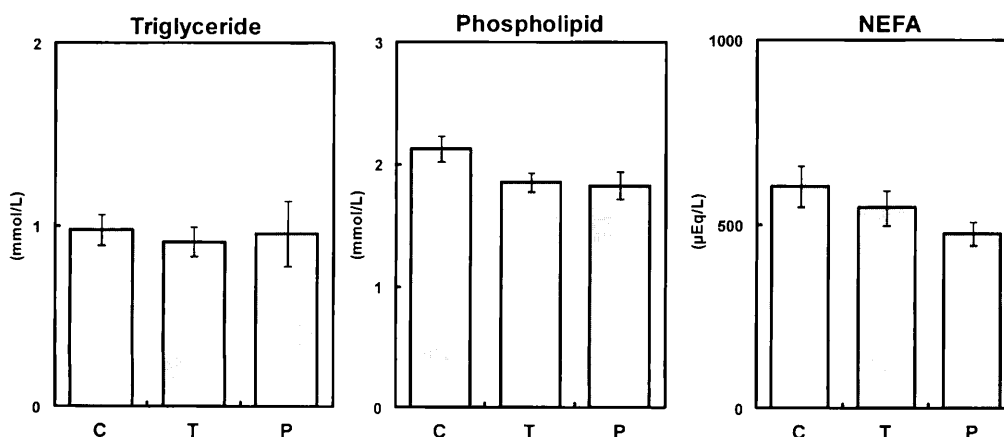 Triglyceride
2
1
0
(mmol/L)
C T P
Phospholipid
3
2
1
0
(mmol/L)
C T P
NEFA
1000
500
0
(µEq/L)
C T P